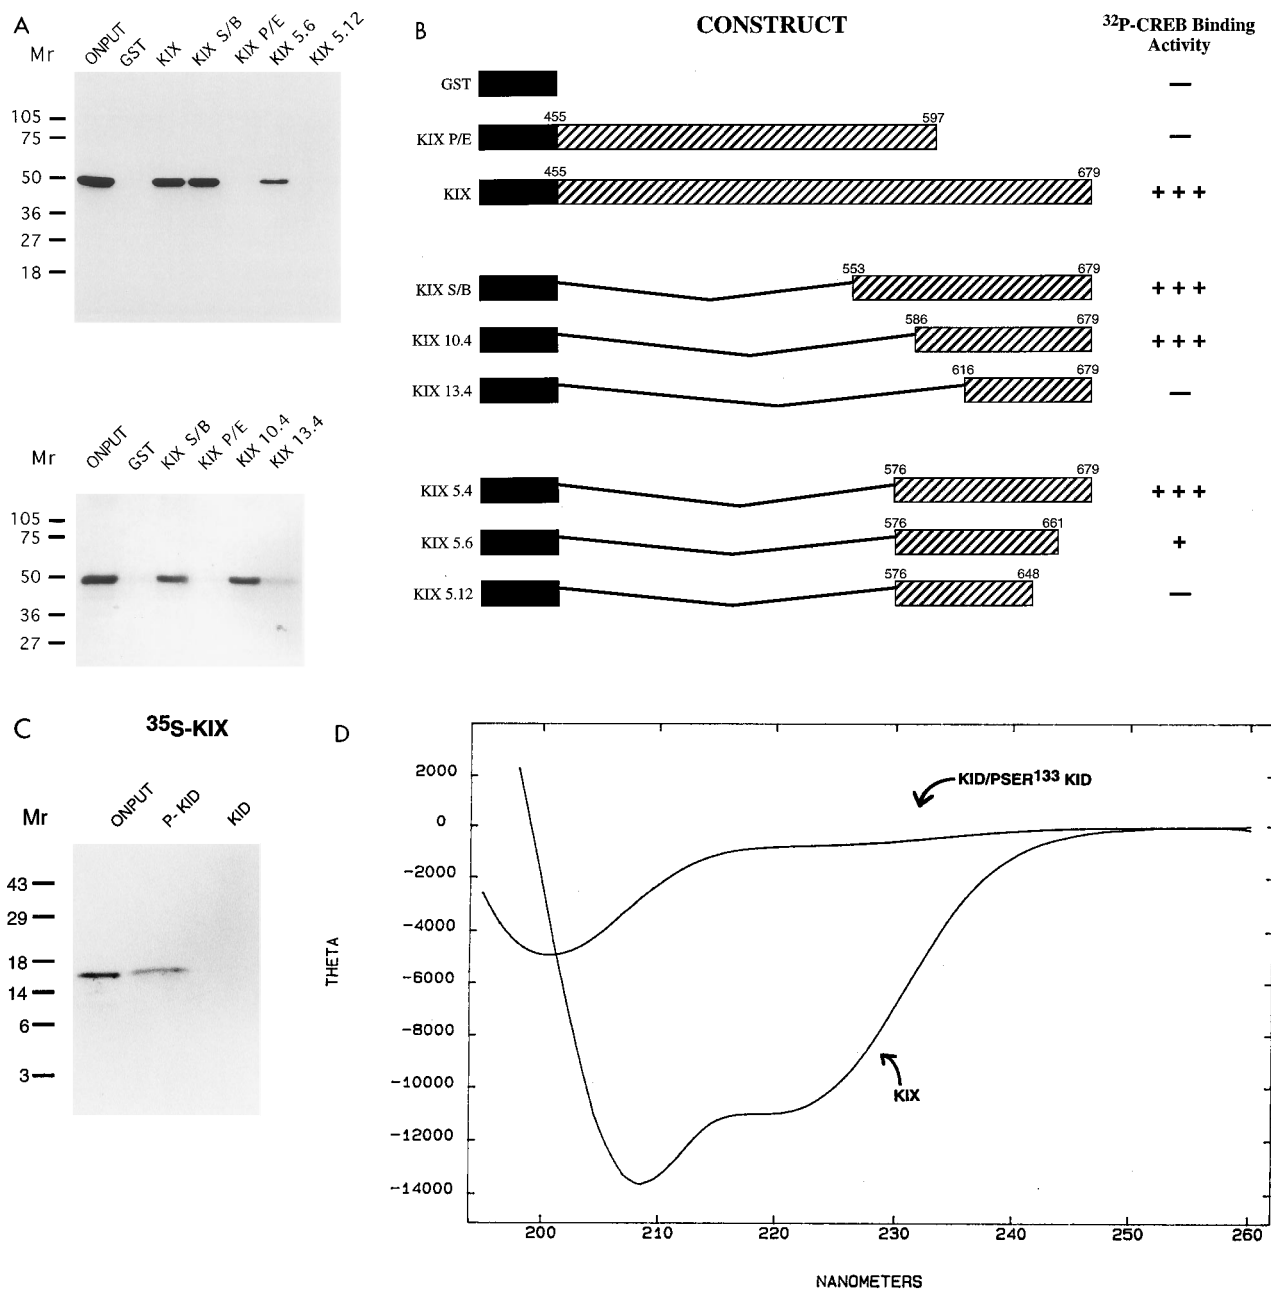 A
Mr
ONPUT
GST
KIX
KIX S/B
KIX P/E
KIX 5.6
KIX 5.12
105
75
50
36
27
18
Mr
ONPUT
GST
KIX S/B
KIX P/E
KIX 10.4
KIX 13.4
105
75
50
36
27
B
CONSTRUCT
32P-CREB Binding
Activity
GST
—
KIX P/E
455
597
—
KIX
455
679
+ + +
KIX S/B
553
679
+ + +
KIX 10.4
586
679
+ + +
KIX 13.4
616
679
—
KIX 5.4
576
679
+ + +
KIX 5.6
576
661
+
KIX 5.12
576
648
—
C
35S-KIX
Mr
ONPUT
P-KID
KID
43
29
18
14
6
3
D
KID/PSER133 KID
KIX
THETA
2000
0
-2000
-4000
-6000
-8000
-10000
-12000
-14000
200
210
220
230
240
250
260
NANOMETERS